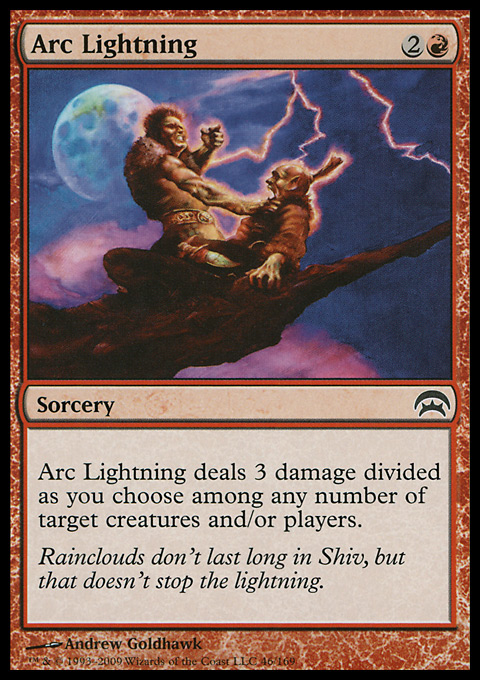 Arc Lightning 2
Sorcery
Arc Lightning deals 3 damage divided
as you choose among any number of
target creatures and/or players.
Rainclouds don't last long in Shiv, but
that doesn't stop the lightning.
Andrew Goldhawk
™ & © 1993–2009 Wizards of the Coast LLC 46/169